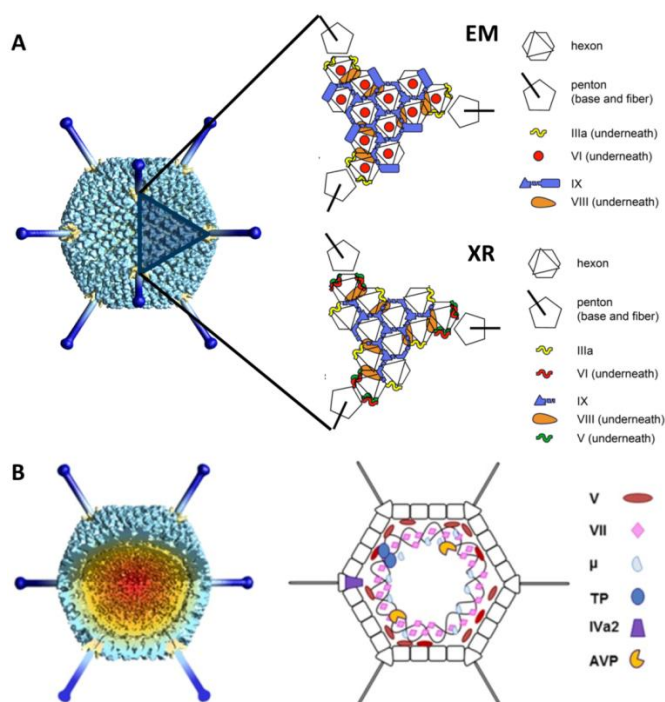 A
EM
hexon
penton
(base and fiber)
IIIa (underneath)
VI (underneath)
IX
VIII (underneath)
XR
hexon
penton
(base and fiber)
IIIa
VI (underneath)
IX
VIII (underneath)
V (underneath)
B
V
VII
μ
TP
IVa2
AVP